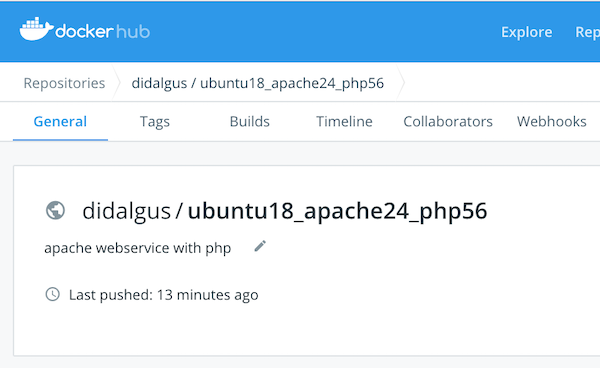 dockerhub
Explore
Rep
Repositories
didalgus / ubuntu18_apache24_php56
General
Tags
Builds
Timeline
Collaborators
Webhooks
didalgus / ubuntu18_apache24_php56
apache webservice with php
Last pushed: 13 minutes ago